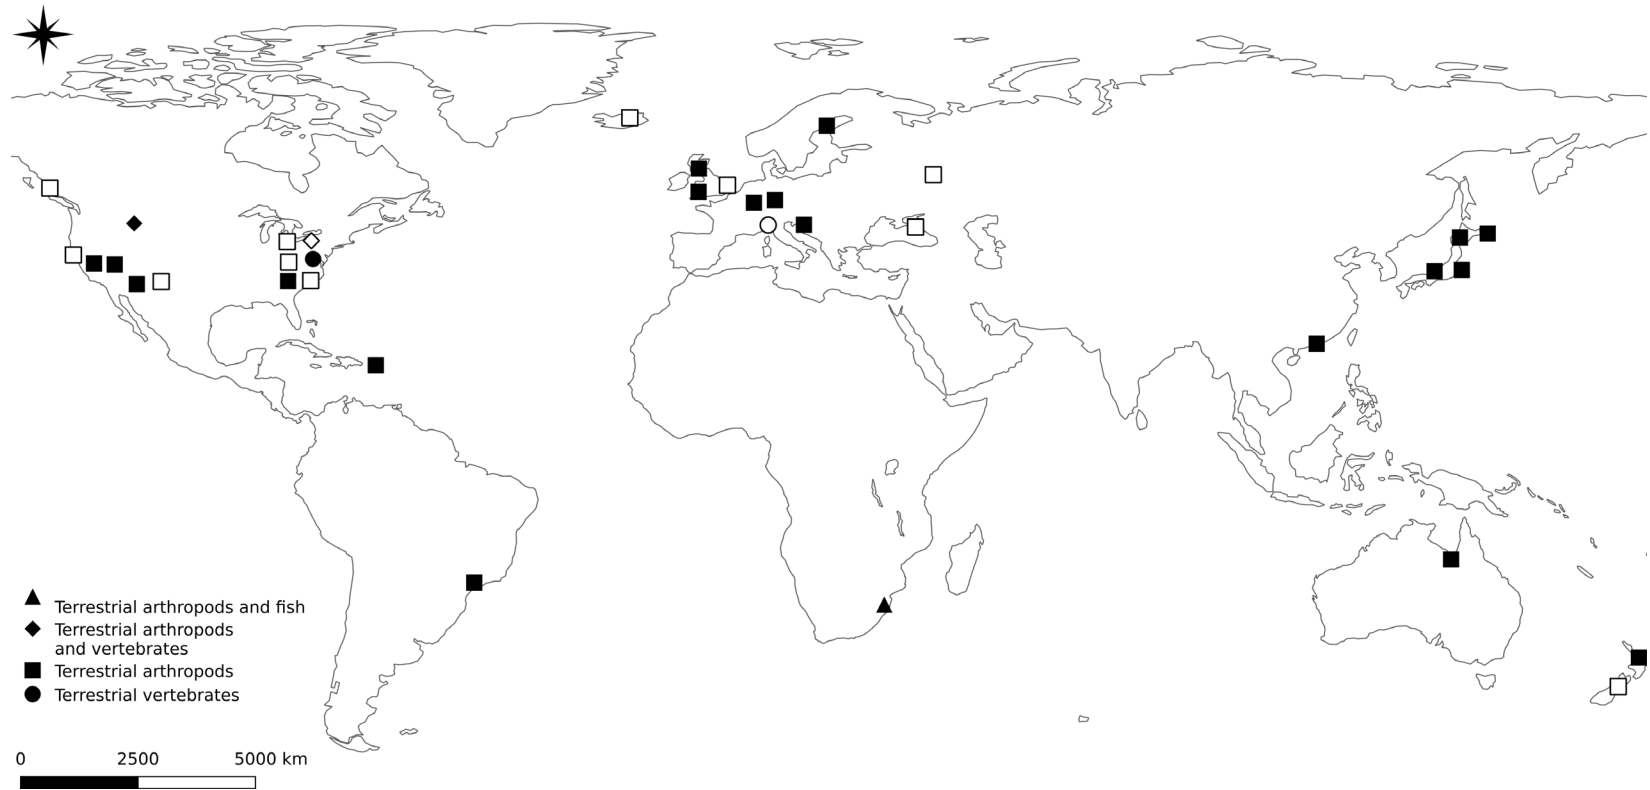 Terrestrial arthropods and fish
Terrestrial arthropods
and vertebrates
Terrestrial arthropods
Terrestrial vertebrates
0 2500 5000 km